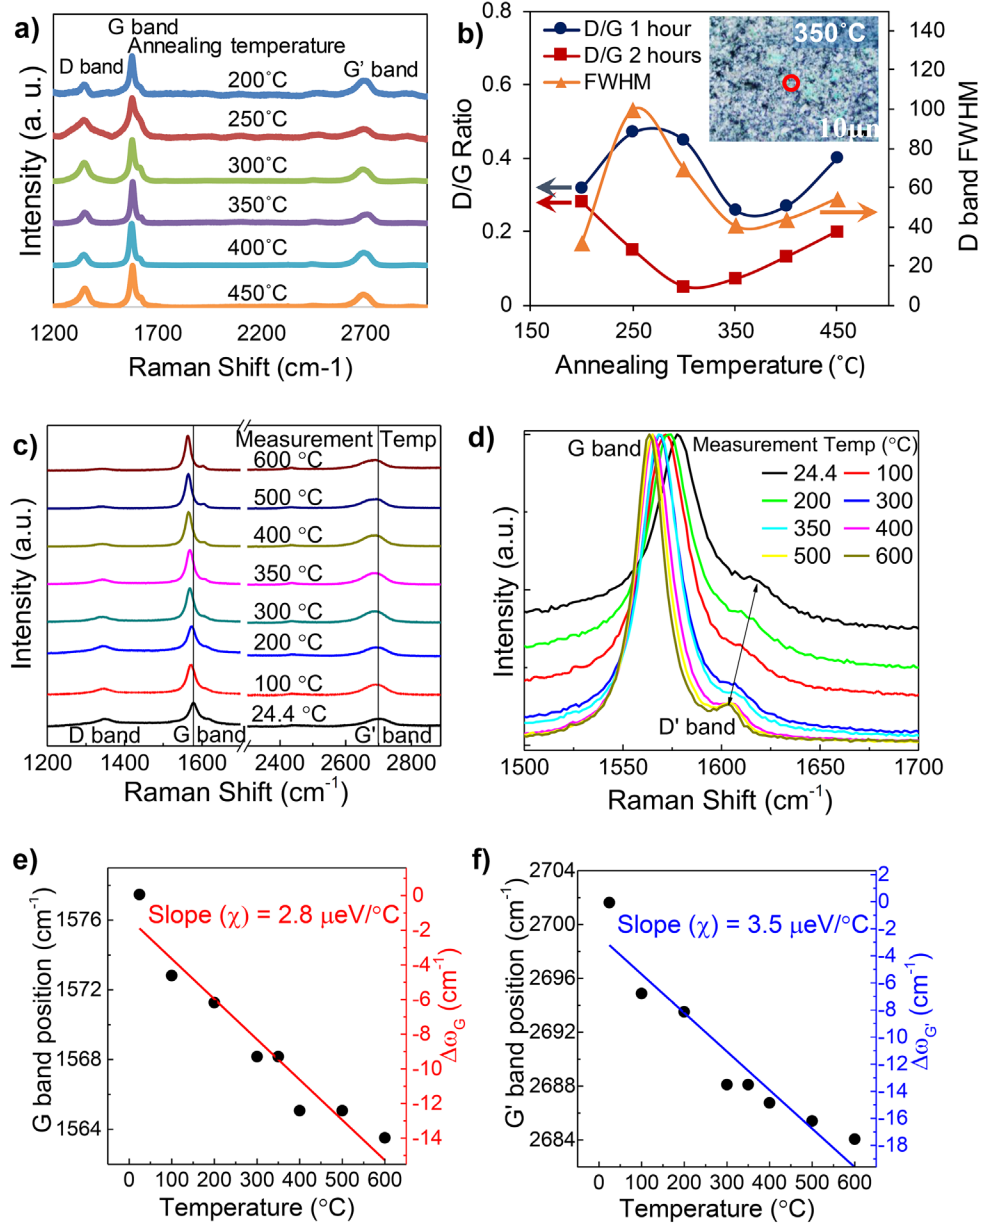 a)
G band
Annealing temperature
D band
G' band
200°C
250°C
300°C
350°C
400°C
450°C
Intensity (a. u.)
1200 1700 2200 2700
Raman Shift (cm-1)
b)
D/G 1 hour
D/G 2 hours
FWHM
350°C
10μm
0.8
0.6
0.4
0.2
0
D/G Ratio
140
120
100
80
60
40
20
0
D band FWHM
150 250 350 450
Annealing Temperature (°C)
c)
Measurement Temp
600 °C
500 °C
400 °C
350 °C
300 °C
200 °C
100 °C
24.4 °C
D band G band G' band
Intensity (a.u.)
1200 1400 1600 2400 2600 2800
Raman Shift (cm-1)
d)
G band
Measurement Temp (°C)
24.4 100
200 300
350 400
500 600
D' band
Intensity (a.u.)
1500 1550 1600 1650 1700
Raman Shift (cm-1)
e)
Slope (χ) = 2.8 μeV/°C
1576
1572
1568
1564
G band position (cm-1)
0
-2
-4
-6
-8
-10
-12
-14
ΔωG (cm-1)
0 100 200 300 400 500 600
Temperature (°C)
f)
Slope (χ) = 3.5 μeV/°C
2704
2700
2696
2692
2688
2684
G' band position (cm-1)
2
0
-2
-4
-6
-8
-10
-12
-14
-16
-18
ΔωG' (cm-1)
0 100 200 300 400 500 600
Temperature (°C)